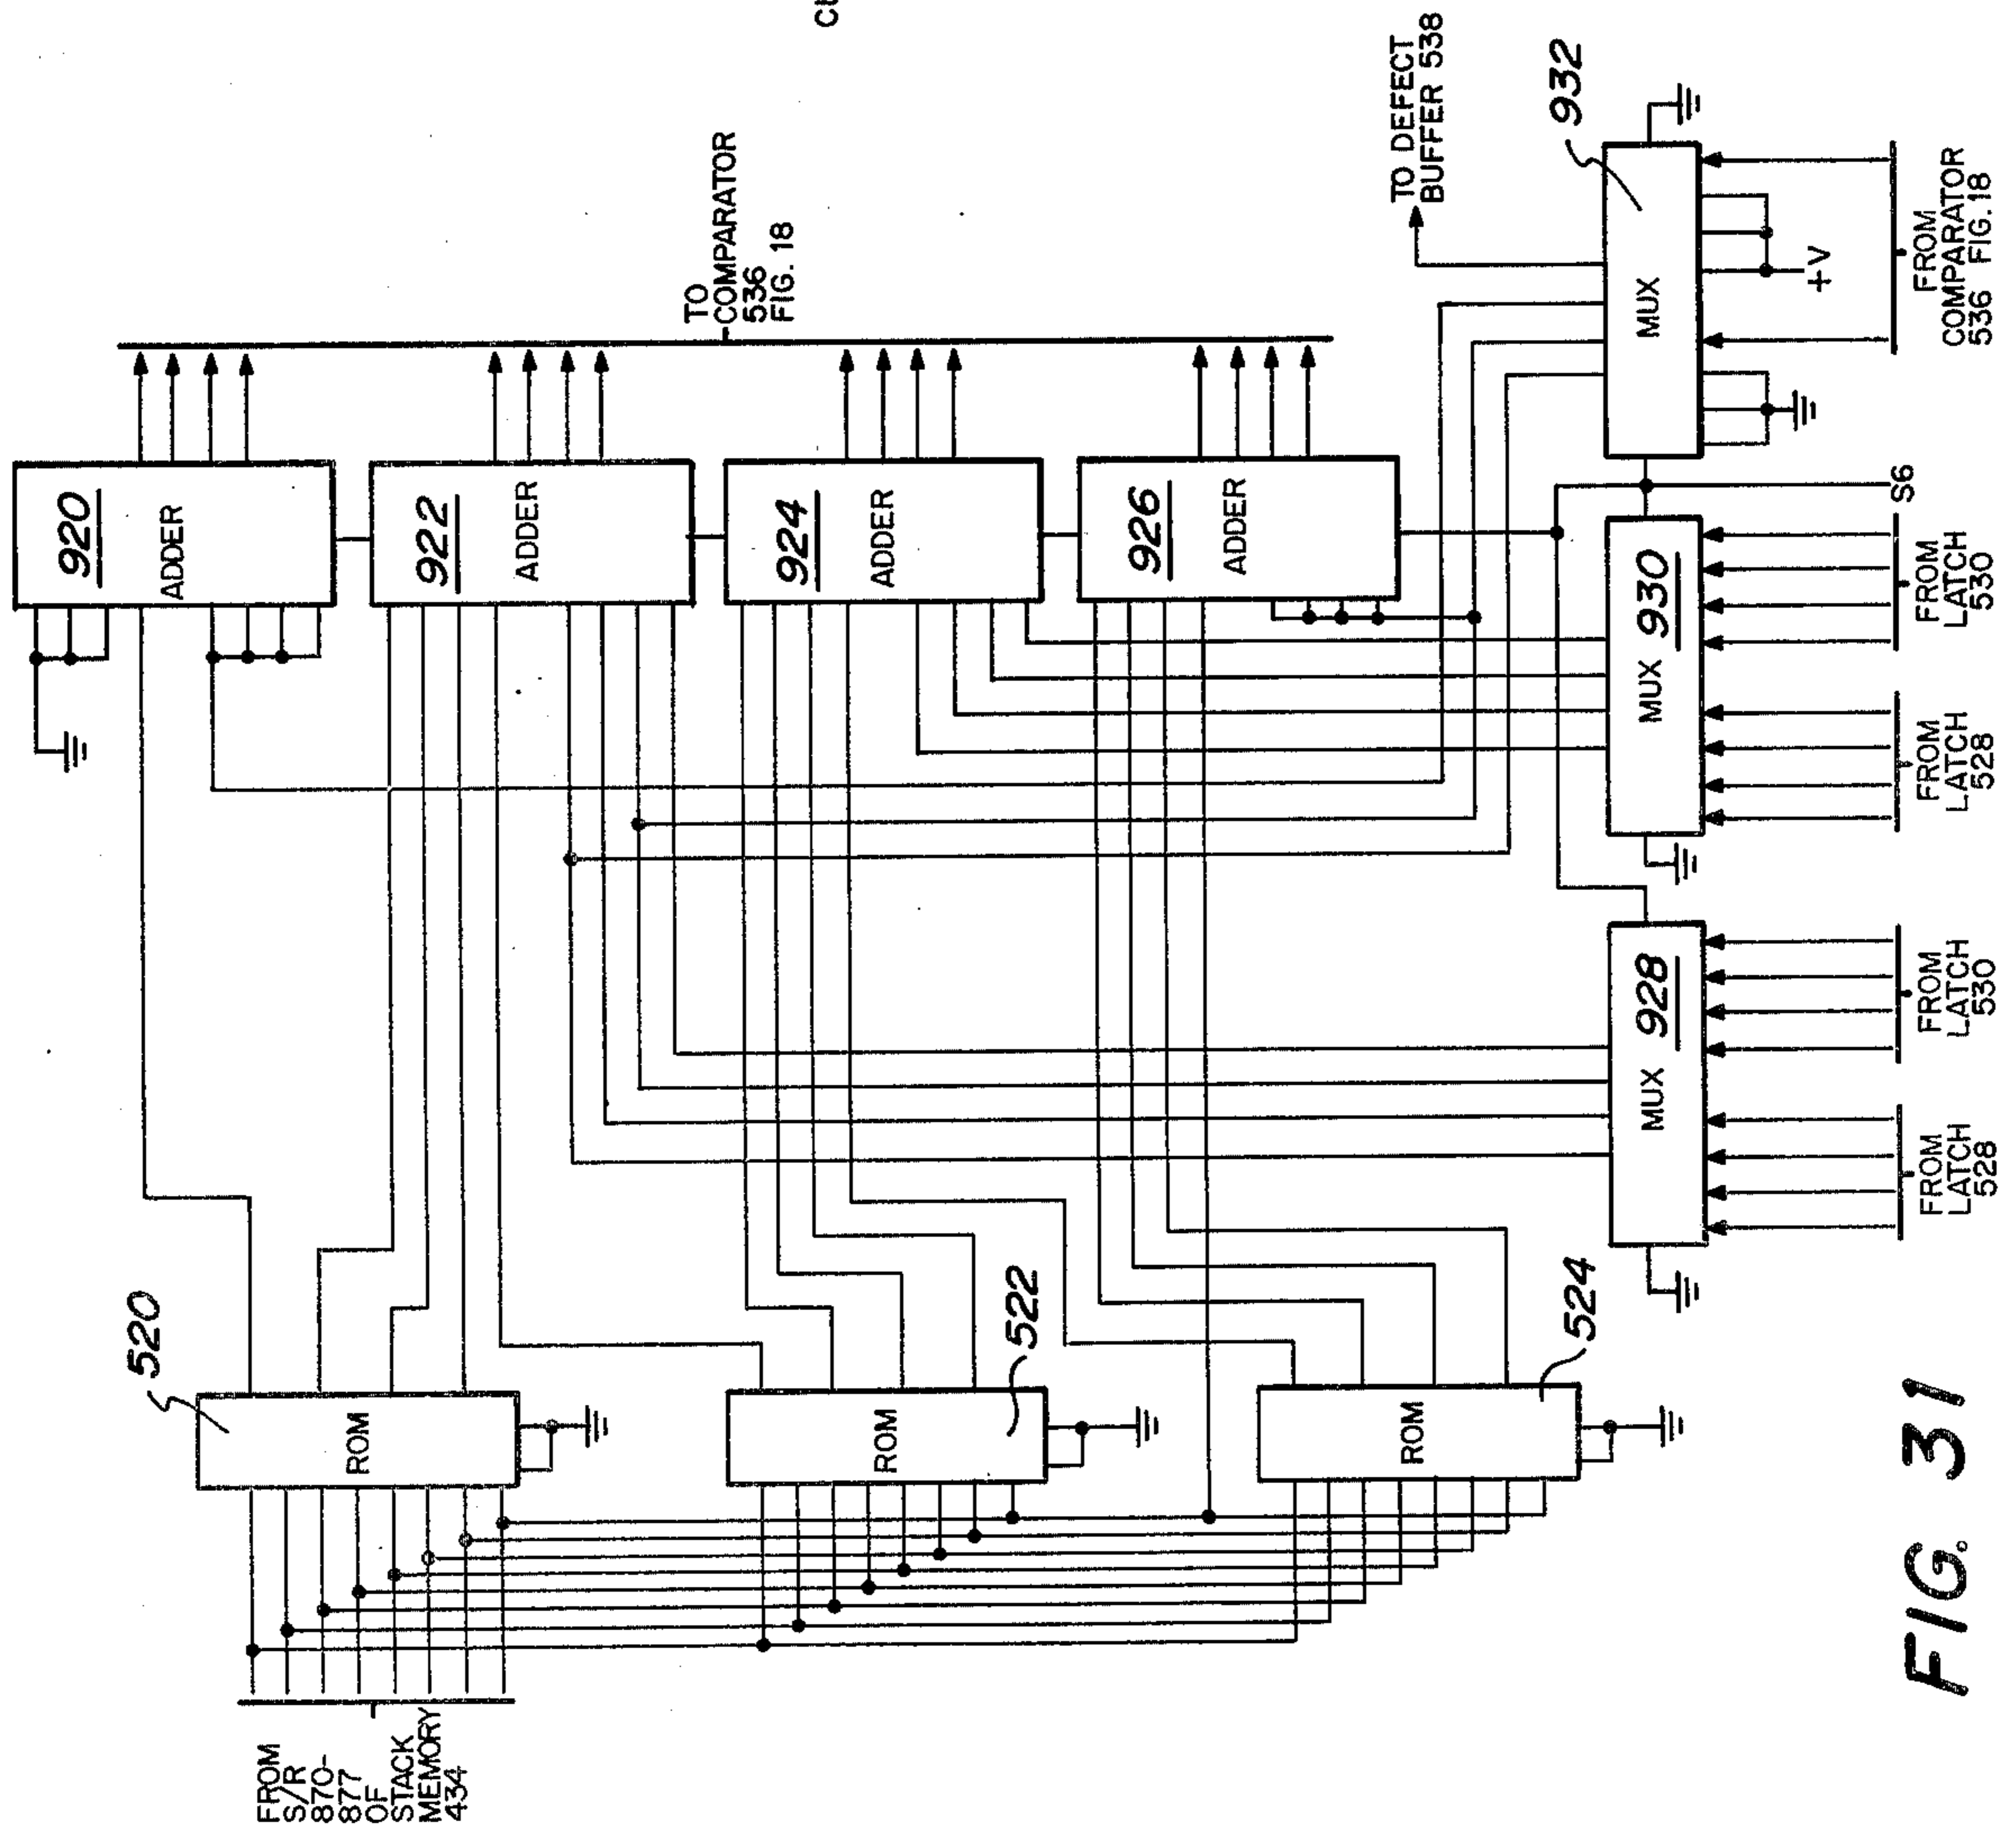 CL
FROM
S/R
870-
877
OF
STACK
MEMORY
434
520
ROM
522
ROM
524
ROM
920
ADDER
922
ADDER
924
ADDER
926
ADDER
TO
COMPARATOR
536
FIG. 18
TO DEFECT
BUFFER 538
MUX 928
FROM
LATCH
528
FROM
LATCH
530
MUX 930
FROM
LATCH
528
FROM
LATCH
530
S6
932
MUX
+V
FROM
COMPARATOR
536 FIG. 18
FIG. 31